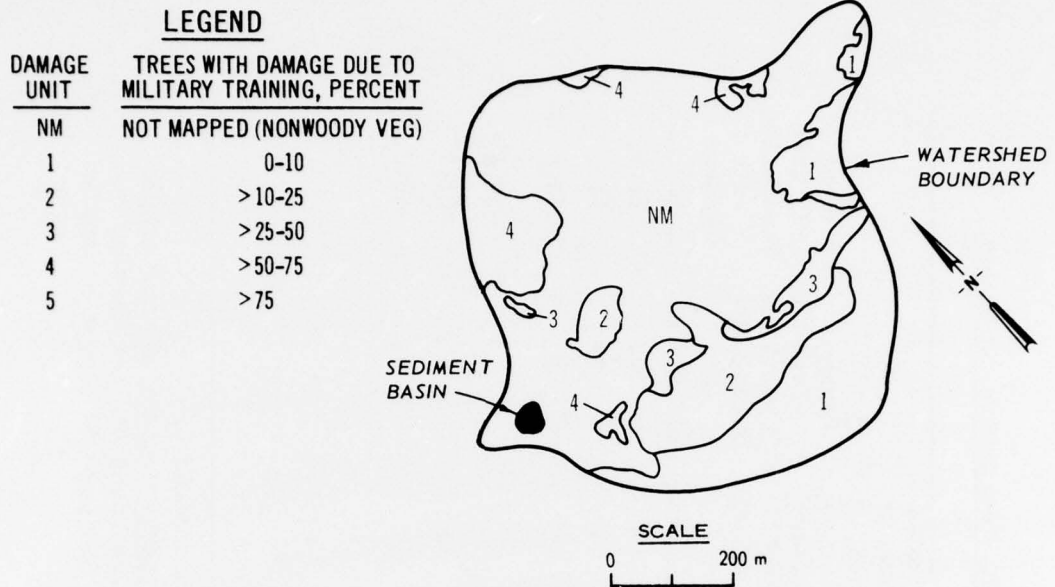 LEGEND
DAMAGE UNIT TREES WITH DAMAGE DUE TO MILITARY TRAINING, PERCENT
NM NOT MAPPED (NONWOODY VEG)
1 0-10
2 >10-25
3 >25-50
4 >50-75
5 >75
4
4
1
1
WATERSHED
BOUNDARY
NM
4
-N-
3
3
2
SEDIMENT
BASIN
3
2
1
4
SCALE
0 200 m